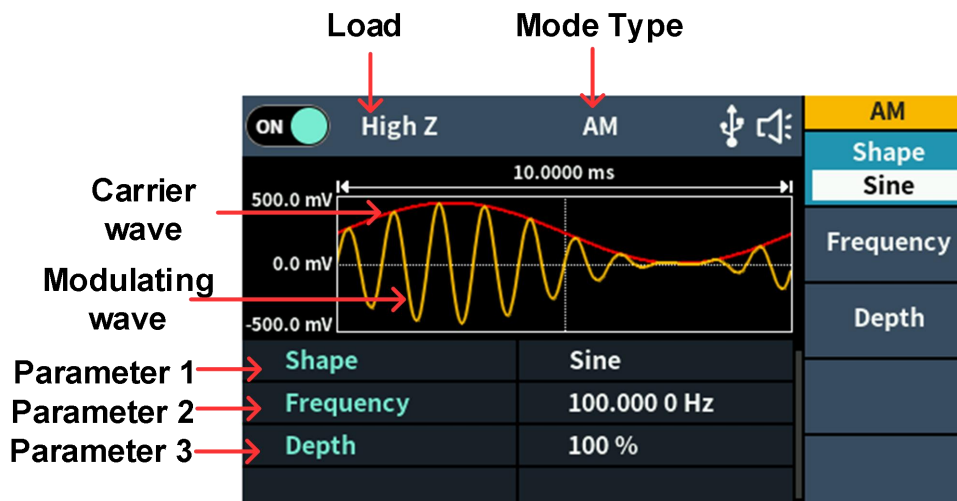 Load
Mode Type
ON
High Z
AM
AM
Shape
Sine
Frequency
Depth
10.0000 ms
500.0 mV
0.0 mV
-500.0 mV
Carrier
wave
Modulating
wave
Parameter 1
Shape
Sine
Parameter 2
Frequency
100.000 0 Hz
Parameter 3
Depth
100 %